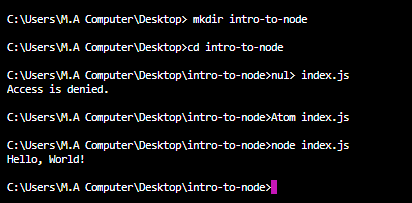 C:\Users\M.A Computer\Desktop> mkdir intro-to-node
C:\Users\M.A Computer\Desktop>cd intro-to-node
C:\Users\M.A Computer\Desktop\intro-to-node>nul> index.js
Access is denied.
C:\Users\M.A Computer\Desktop\intro-to-node>Atom index.js
C:\Users\M.A Computer\Desktop\intro-to-node>node index.js
Hello, World!
C:\Users\M.A Computer\Desktop\intro-to-node>